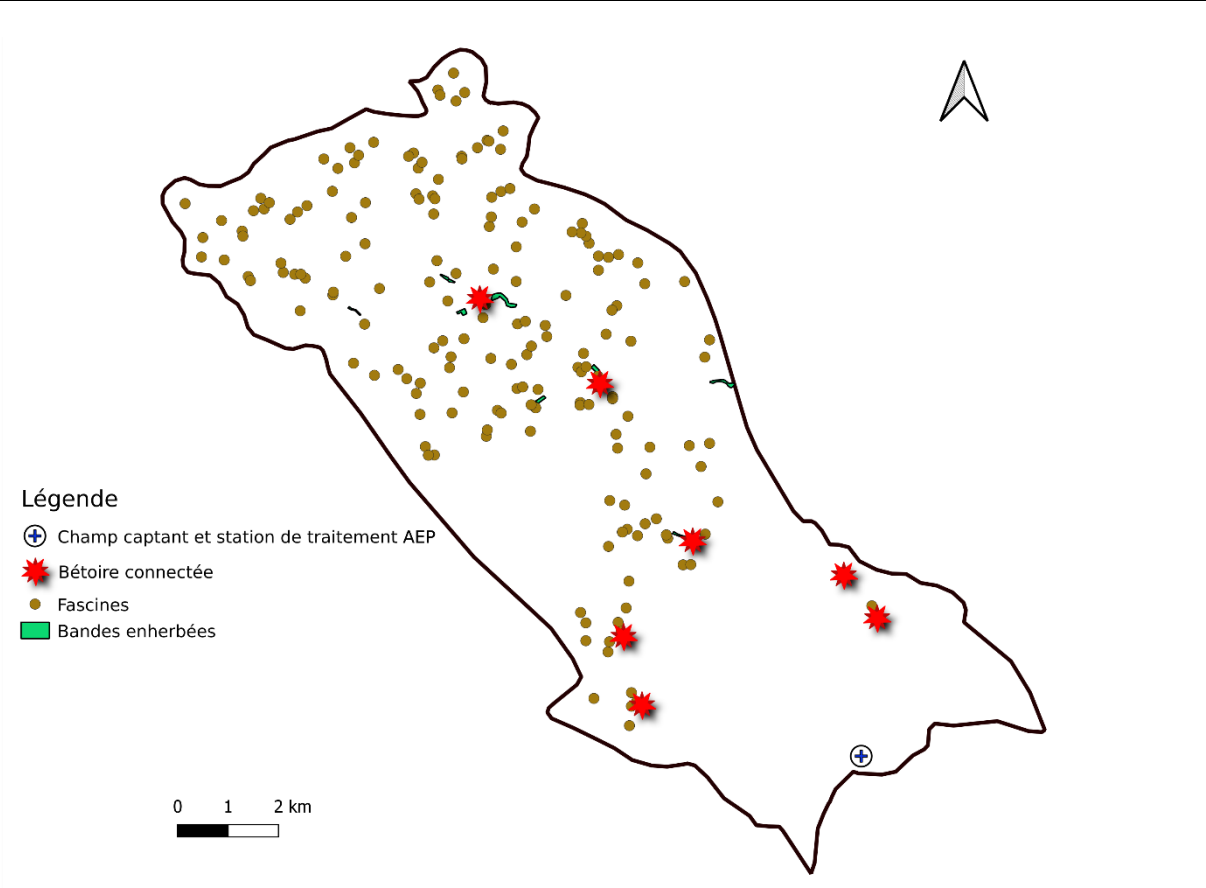 Légende
Champ captant et station de traitement AEP
Bétoire connectée
Fascines
Bandes enherbées
0 1 2 km